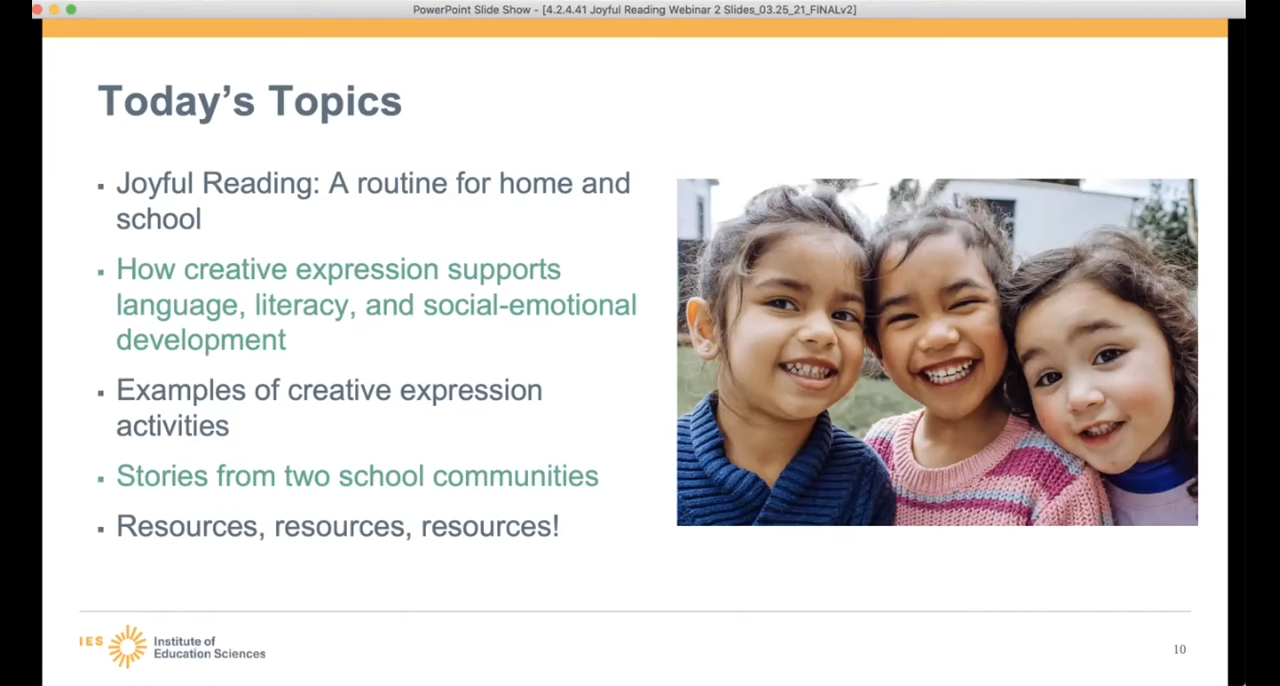 PowerPoint Slide Show - [4.2.4.41 Joyful Reading Webinar 2 Slides_03.25_21_FINALv2]
Today's Topics
▪ Joyful Reading: A routine for home and
school
▪ How creative expression supports
language, literacy, and social-emotional
development
▪ Examples of creative expression
activities
▪ Stories from two school communities
▪ Resources, resources, resources!
IES
Institute of
Education Sciences
10